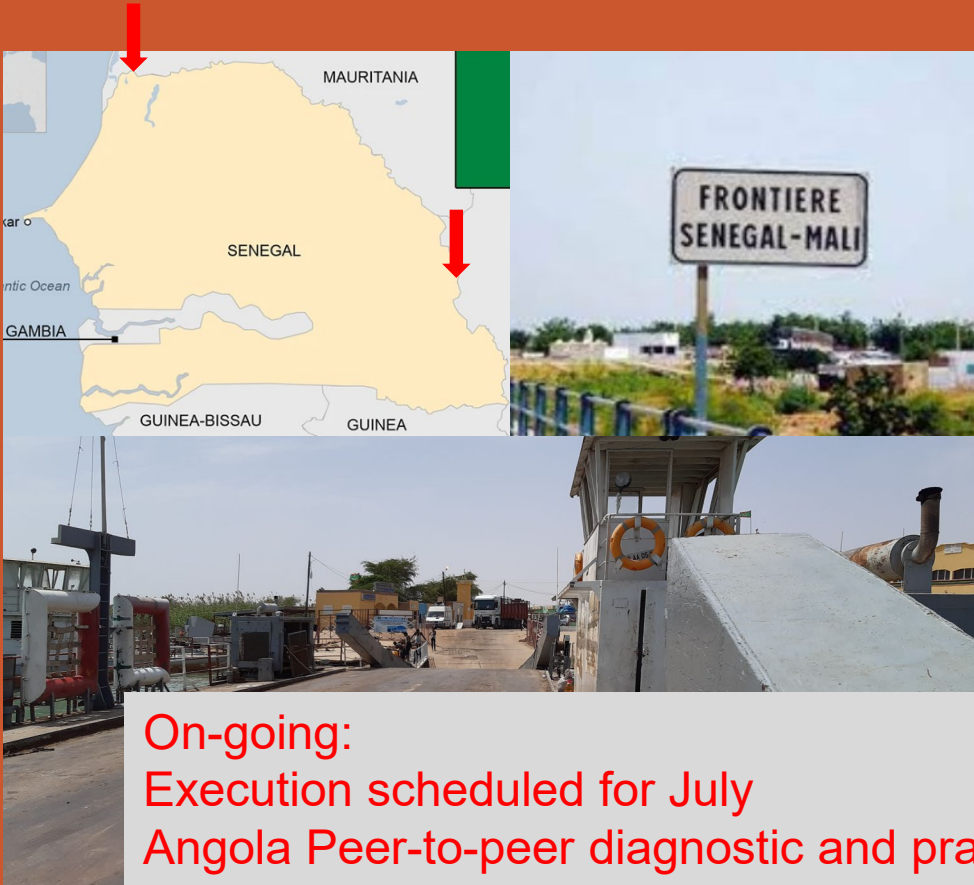 MAURITANIA
kar
SENEGAL
ntic Ocean
GAMBIA
GUINEA-BISSAU
GUINEA
FRONTIERE
SENEGAL-MALI
On-going:
Execution scheduled for July
Angola Peer-to-peer diagnostic and pra